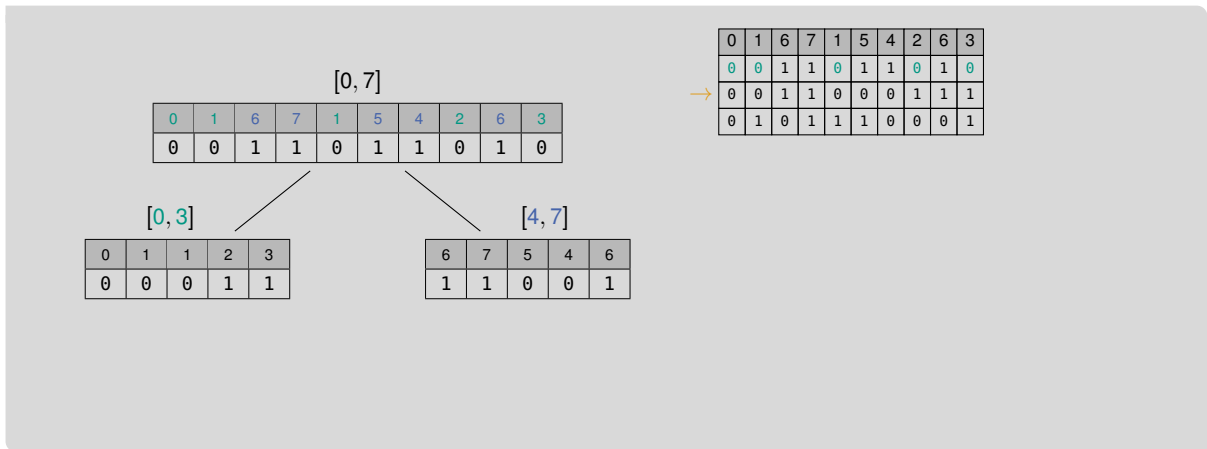 [0, 7]
0 1 6 7 1 5 4 2 6 3
0 0 1 1 0 1 1 0 1 0
[0, 3]
0 1 1 2 3
0 0 0 1 1
[4, 7]
6 7 5 4 6
1 1 0 0 1
0 1 6 7 1 5 4 2 6 3
0 0 1 1 0 1 1 0 1 0
→ 0 0 1 1 0 0 0 1 1 1
0 1 0 1 1 1 0 0 0 1